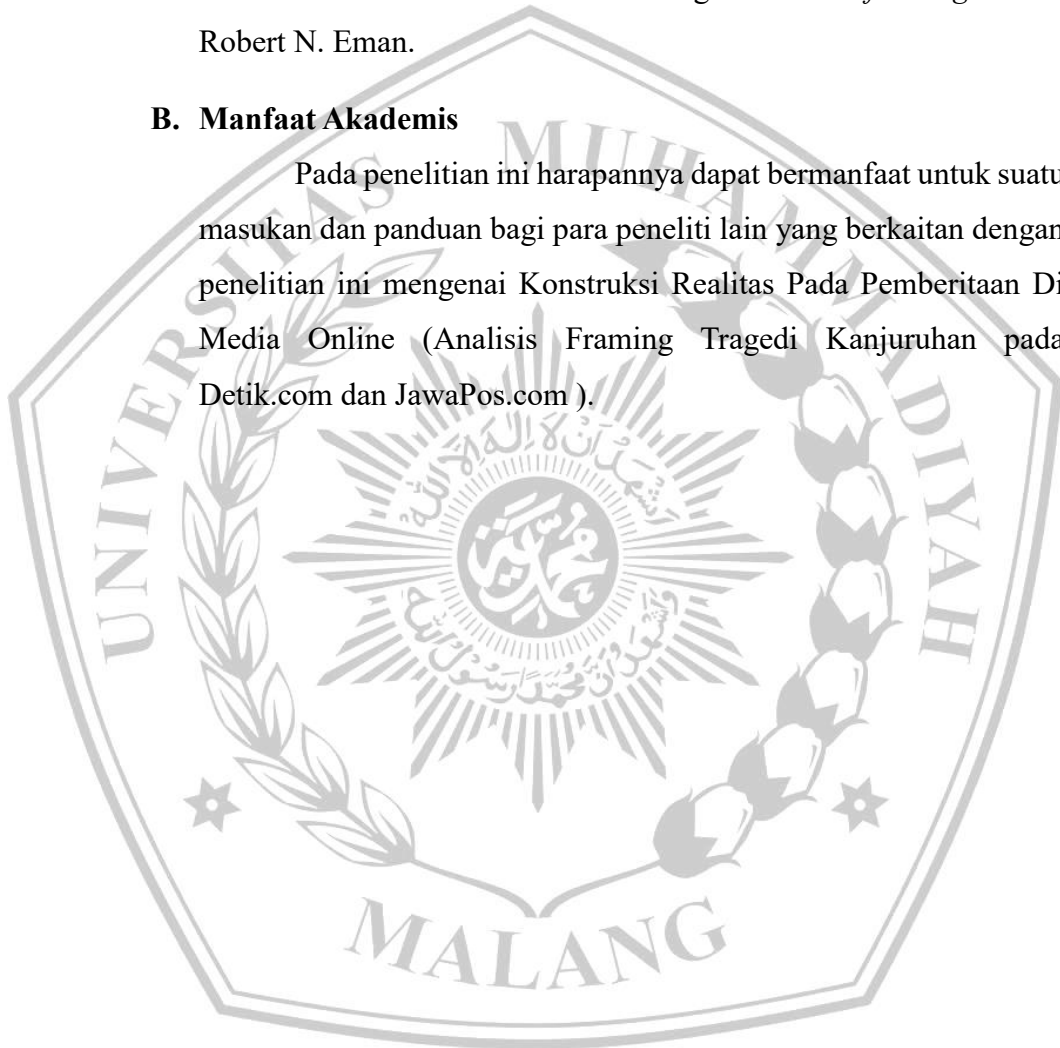 Robert N. Eman.
B. Manfaat Akademis
Pada penelitian ini harapannya dapat bermanfaat untuk suatu
masukan dan panduan bagi para peneliti lain yang berkaitan dengan
penelitian ini mengenai Konstruksi Realitas Pada Pemberitaan Di
Media Online (Analisis Framing Tragedi Kanjuruhan pada
Detik.com dan JawaPos.com ).
UNIVERSITAS MUHAMMADIYAH
MALANG